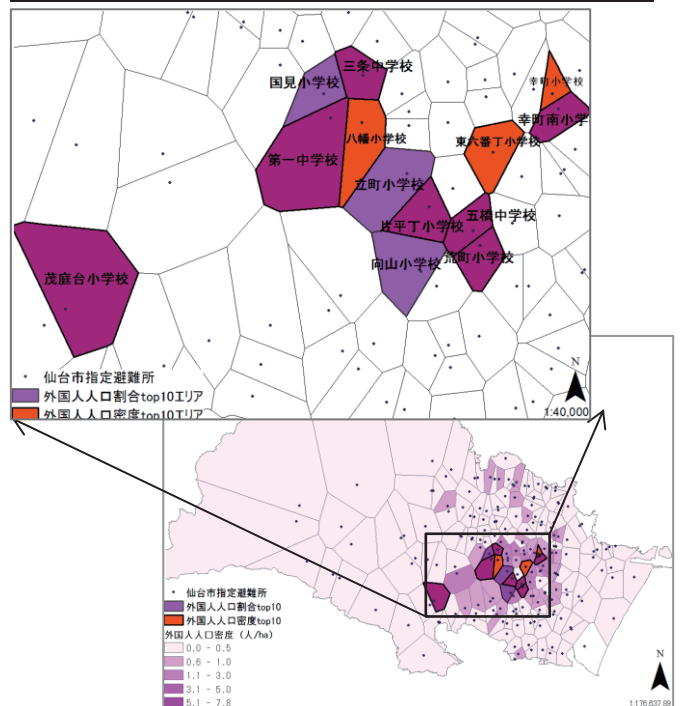 三条中学校
国見小学校
幸町小学校
幸町南小学
八幡小学校
東六番丁小学校
第一中学校
立町小学校
五橋中学校
片平丁小学校
荒町小学校
向山小学校
茂庭台小学校
仙台市指定避難所
外国人人口割合top10エリア
外国人人口密度top10エリア
N
1:40,000
仙台市指定避難所
外国人人口割合top10
外国人人口密度top10
外国人人口密度 (人/ha)
0.0 - 0.5
0.6 - 1.0
1.1 - 3.0
3.1 - 5.0
5.1 - 7.8
N
1:176,637.89